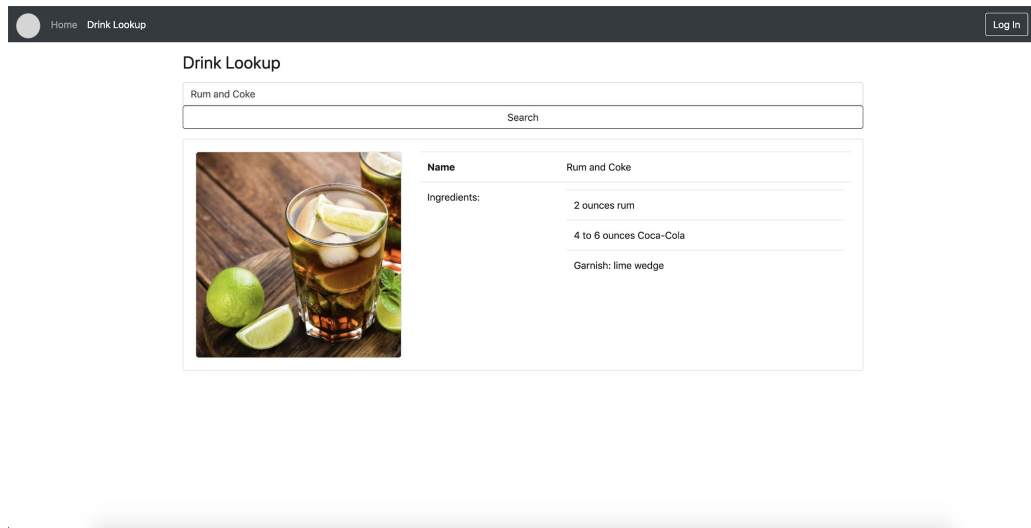 Home Drink Lookup Log In
Drink Lookup
Rum and Coke
Search
Name Rum and Coke
Ingredients:
2 ounces rum
4 to 6 ounces Coca-Cola
Garnish: lime wedge